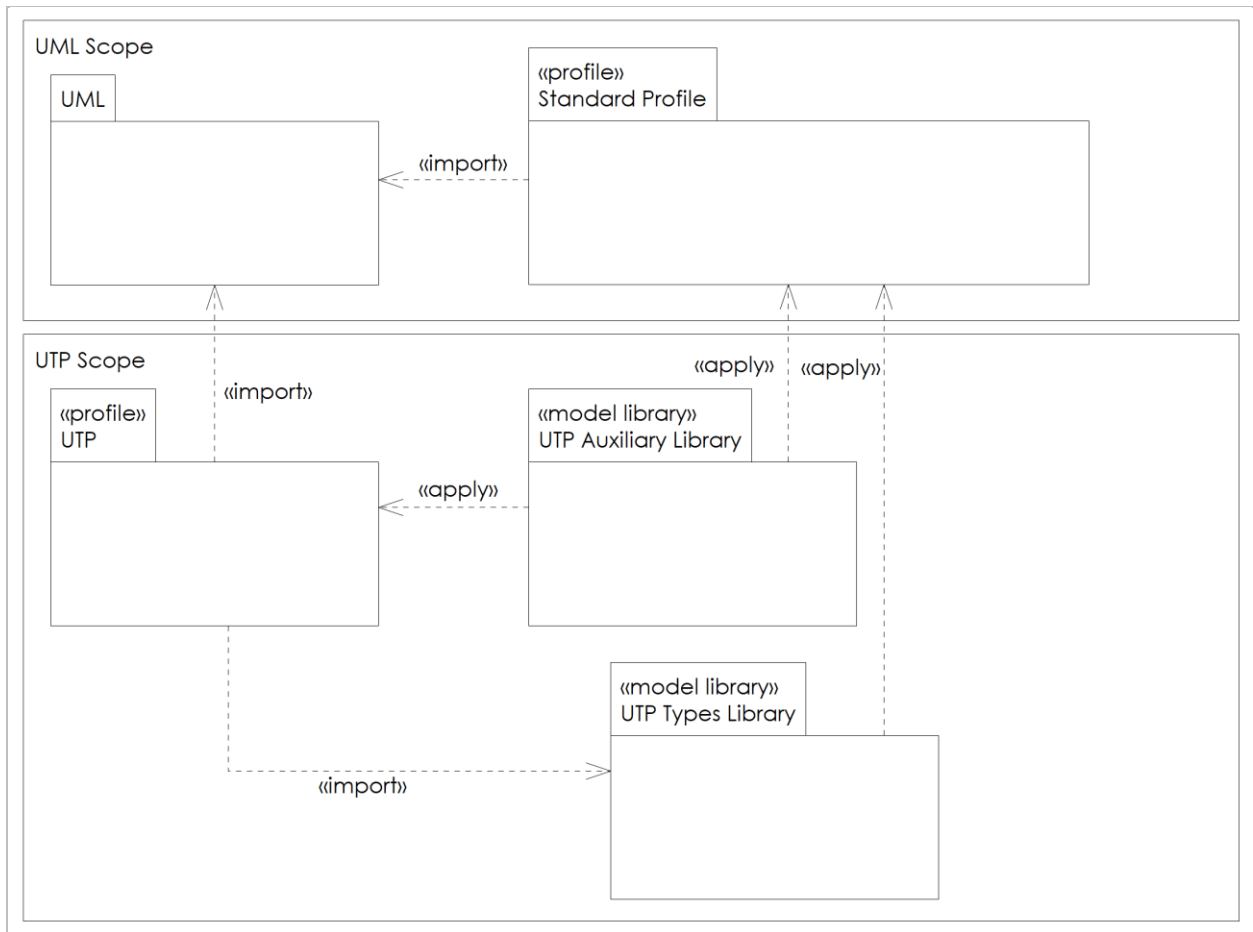 UML Scope
UML
«profile»
Standard Profile
«import»
UTP Scope
«import»
«apply»
«apply»
«profile»
UTP
«model library»
UTP Auxiliary Library
«apply»
«model library»
UTP Types Library
«import»